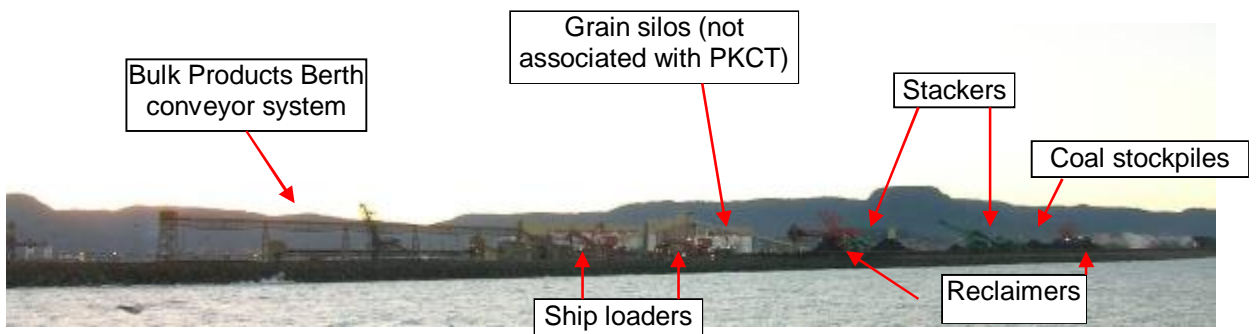 Grain silos (not
associated with PKCT)
Bulk Products Berth
conveyor system
Stackers
Coal stockpiles
Reclaimers
Ship loaders